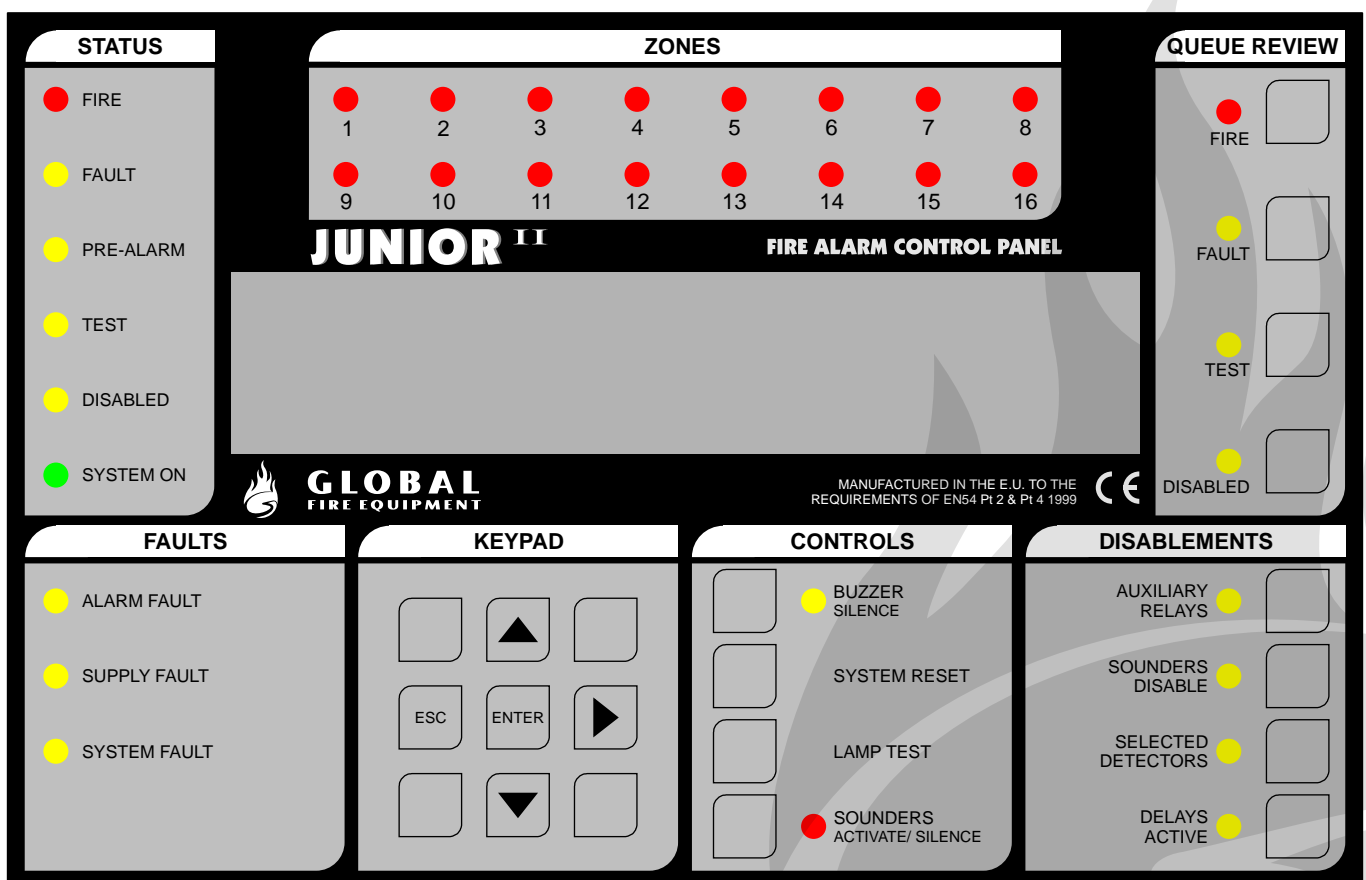 STATUS
FIRE
FAULT
PRE-ALARM
TEST
DISABLED
SYSTEM ON
ZONES
1 2 3 4 5 6 7 8
9 10 11 12 13 14 15 16
JUNIOR II
FIRE ALARM CONTROL PANEL
GLOBAL
FIRE EQUIPMENT
MANUFACTURED IN THE E.U. TO THE
REQUIREMENTS OF EN54 Pt 2 & Pt 4 1999
CE
QUEUE REVIEW
FIRE
FAULT
TEST
DISABLED
FAULTS
ALARM FAULT
SUPPLY FAULT
SYSTEM FAULT
KEYPAD
ESC ENTER
CONTROLS
BUZZER
SILENCE
SYSTEM RESET
LAMP TEST
SOUNDERS
ACTIVATE/ SILENCE
DISABLEMENTS
AUXILIARY
RELAYS
SOUNDERS
DISABLE
SELECTED
DETECTORS
DELAYS
ACTIVE